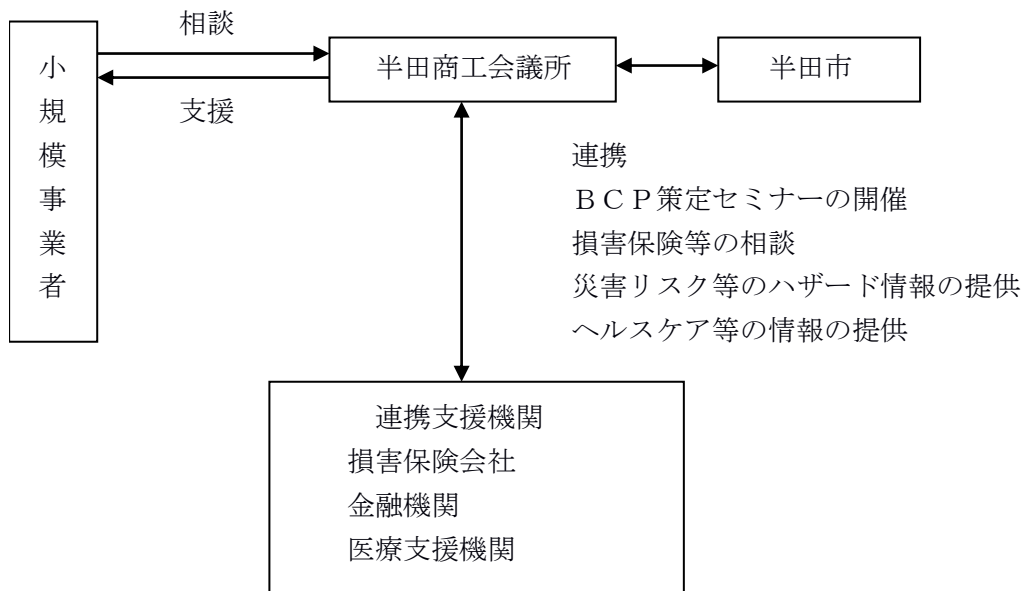 小規模事業者
相談
支援
半田商工会議所
半田市
連携
ＢＣＰ策定セミナーの開催
損害保険等の相談
災害リスク等のハザード情報の提供
ヘルスケア等の情報の提供
連携支援機関
損害保険会社
金融機関
医療支援機関